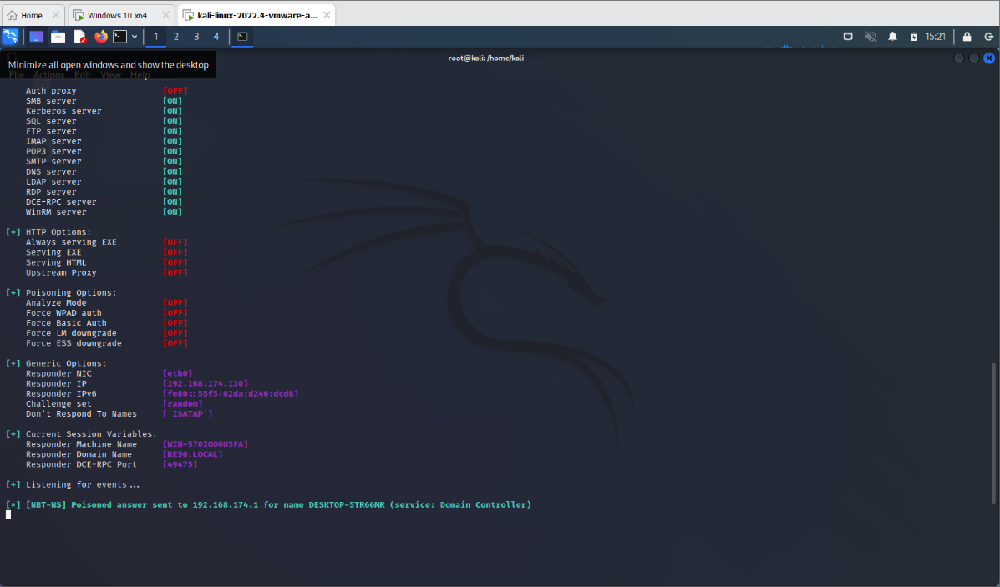 Home
Windows 10 x64
kali-linux-2022.4-vmware-a...
1 2 3 4
15:21
root@kali: /home/kali
Minimize all open windows and show the desktop
File Actions Edit View Help
Auth proxy [OFF]
SMB server [ON]
Kerberos server [ON]
SQL server [ON]
FTP server [ON]
IMAP server [ON]
POP3 server [ON]
SMTP server [ON]
DNS server [ON]
LDAP server [ON]
RDP server [ON]
DCE-RPC server [ON]
WinRM server [ON]
[+] HTTP Options:
Always serving EXE [OFF]
Serving EXE [OFF]
Serving HTML [OFF]
Upstream Proxy [OFF]
[+] Poisoning Options:
Analyze Mode [OFF]
Force WPAD auth [OFF]
Force Basic Auth [OFF]
Force LM downgrade [OFF]
Force ESS downgrade [OFF]
[+] Generic Options:
Responder NIC [eth0]
Responder IP [192.168.174.130]
Responder IPv6 [fe80::55f5:62da:d246:dcd8]
Challenge set [random]
Don't Respond To Names ['ISATAP']
[+] Current Session Variables:
Responder Machine Name [WIN-570IGO6U5FA]
Responder Domain Name [RE50.LOCAL]
Responder DCE-RPC Port [49475]
[+] Listening for events...
[*] [NBT-NS] Poisoned answer sent to 192.168.174.1 for name DESKTOP-5TR66MR (service: Domain Controller)